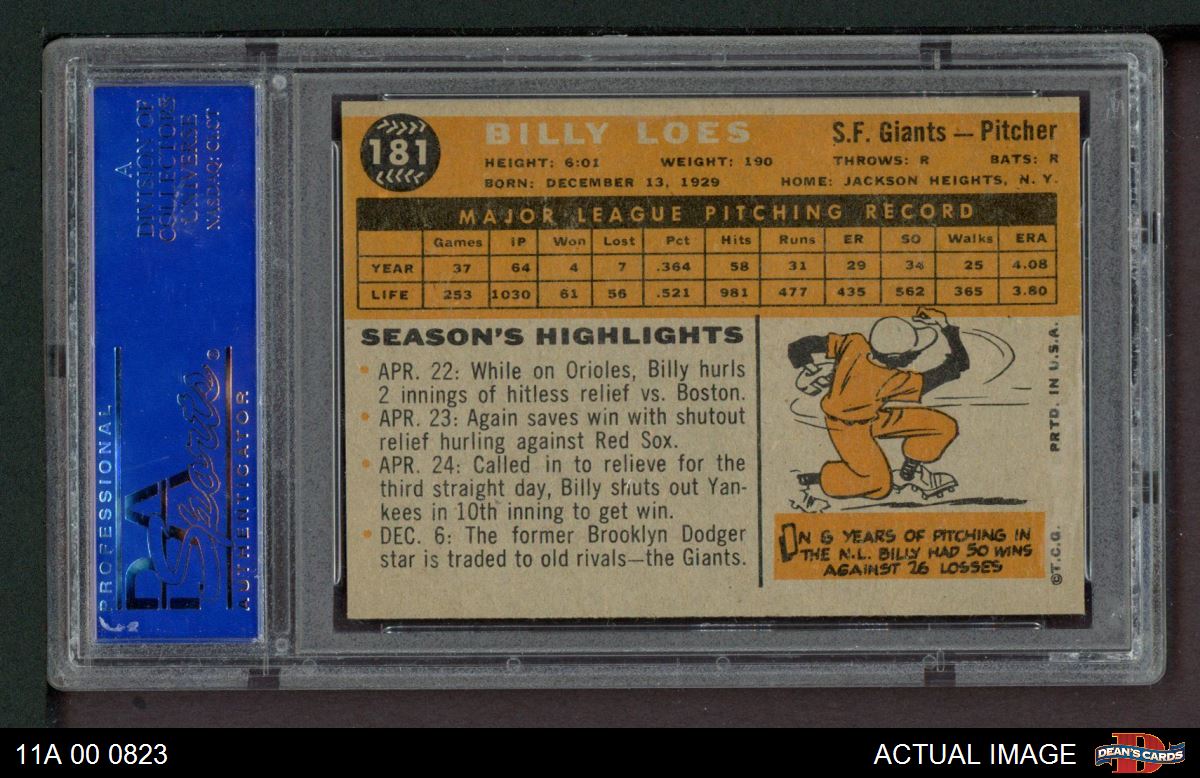 A
DIVISION OF
COLLECTORS
UNIVERSE
NASDAQ: CLCT
PROFESSIONAL
PSA
Sports
AUTHENTICATOR
181
BILLY LOES
S.F. Giants — Pitcher
HEIGHT: 6:01 WEIGHT: 190 THROWS: R BATS: R
BORN: DECEMBER 13, 1929 HOME: JACKSON HEIGHTS, N. Y.
MAJOR LEAGUE PITCHING RECORD
Games IP Won Lost Pct Hits Runs ER SO Walks ERA
YEAR 37 64 4 7 .364 58 31 29 34 25 4.08
LIFE 253 1030 61 56 .521 981 477 435 562 365 3.80
SEASON'S HIGHLIGHTS
• APR. 22: While on Orioles, Billy hurls
2 innings of hitless relief vs. Boston.
• APR. 23: Again saves win with shutout
relief hurling against Red Sox.
• APR. 24: Called in to relieve for the
third straight day, Billy shuts out Yan-
kees in 10th inning to get win.
• DEC. 6: The former Brooklyn Dodger
star is traded to old rivals—the Giants.
IN 6 YEARS OF PITCHING IN
THE N.L. BILLY HAD 50 WINS
AGAINST 26 LOSSES
©T.C.G. PRTD. IN U.S.A.
11A 00 0823
ACTUAL IMAGE
DEAN'S CARDS